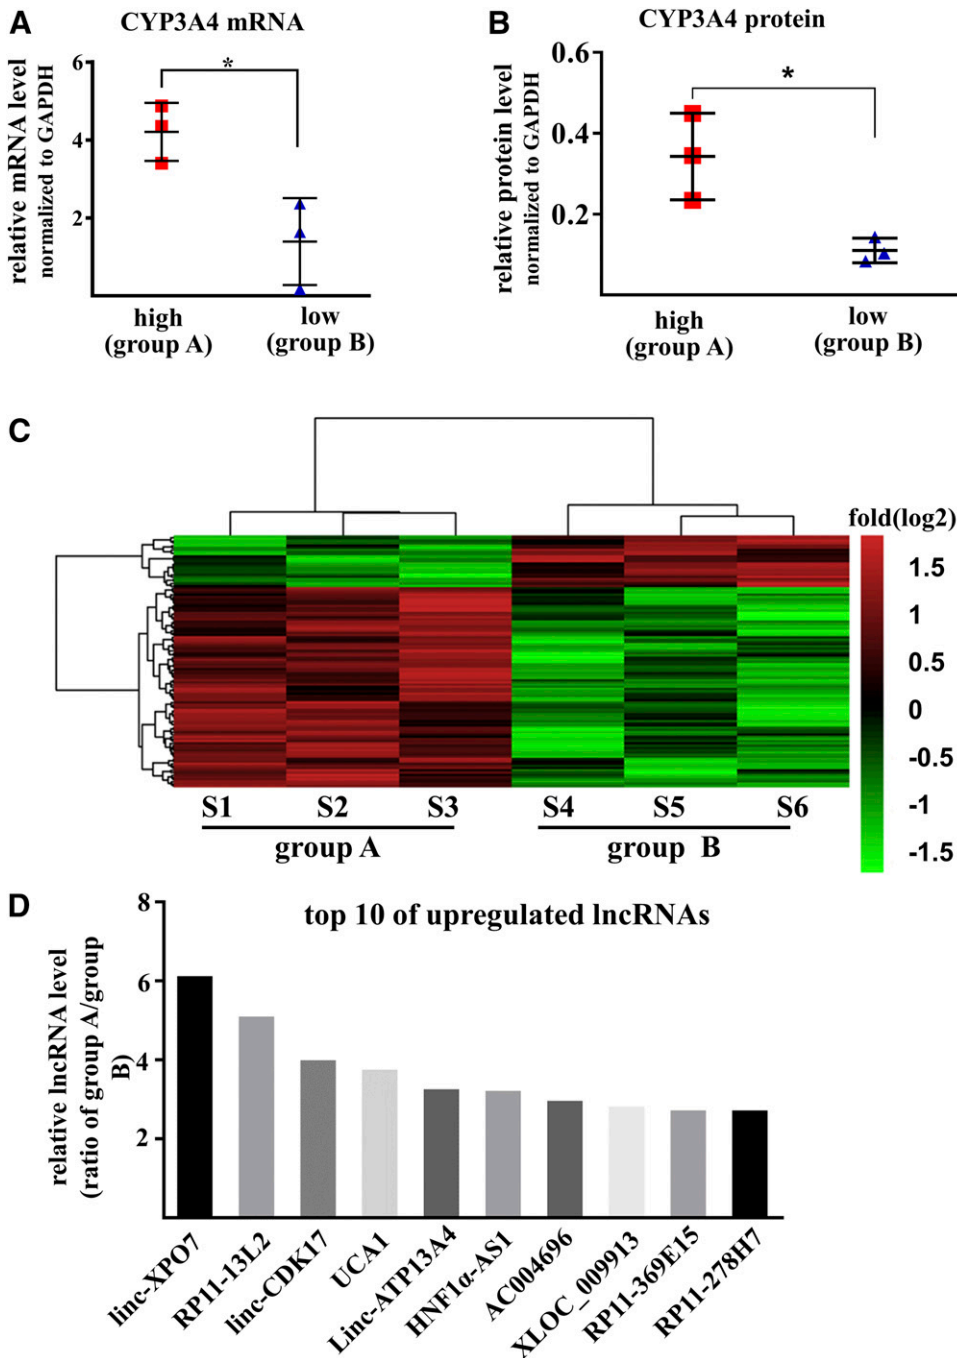 A
CYP3A4 mRNA
relative mRNA level
normalized to GAPDH
6
4
2
*
high
(group A)
low
(group B)
B
CYP3A4 protein
relative protein level
normalized to GAPDH
0.6
0.4
0.2
*
high
(group A)
low
(group B)
C
fold(log2)
1.5
1
0.5
0
-0.5
-1
-1.5
S1 S2 S3 S4 S5 S6
group A group B
D
top 10 of upregulated lncRNAs
relative lncRNA level
(ratio of group A/group
B)
8
6
4
2
linc-XPO7
RP11-13L2
linc-CDK17
UCA1
Linc-ATP13A4
HNF1α-AS1
AC004696
XLOC_009913
RP11-369E15
RP11-278H7